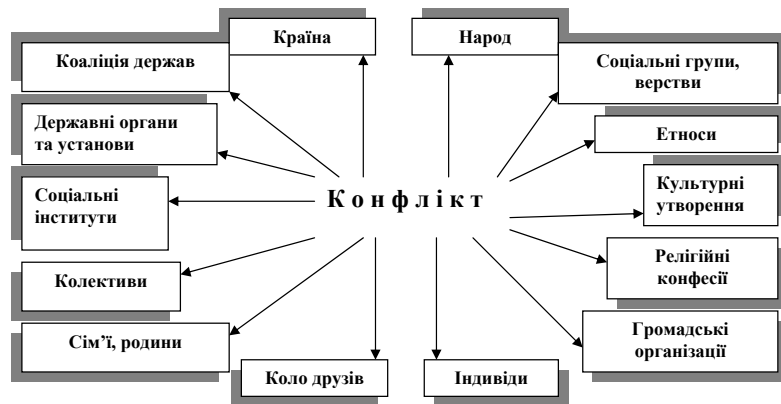 Країна
Народ
Коаліція держав
Соціальні групи,
верстви
Державні органи
та установи
Етноси
Соціальні
інститути
Культурні
утворення
Конфлікт
Колективи
Релігійні
конфесії
Сім’ї, родини
Громадські
організації
Коло друзів
Індивіди